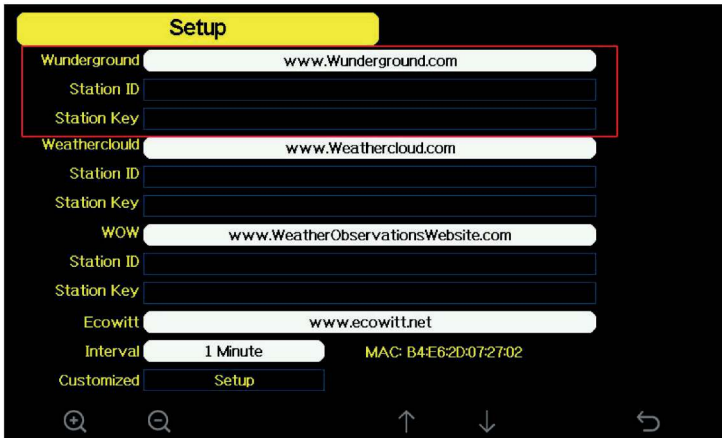 Setup
Wunderground www.Wunderground.com
Station ID
Station Key
Weatherclould www.Weathercloud.com
Station ID
Station Key
WOW www.WeatherObservationsWebsite.com
Station ID
Station Key
Ecowitt www.ecowitt.net
Interval 1 Minute MAC: B4:E6:2D:07:27:02
Customized Setup